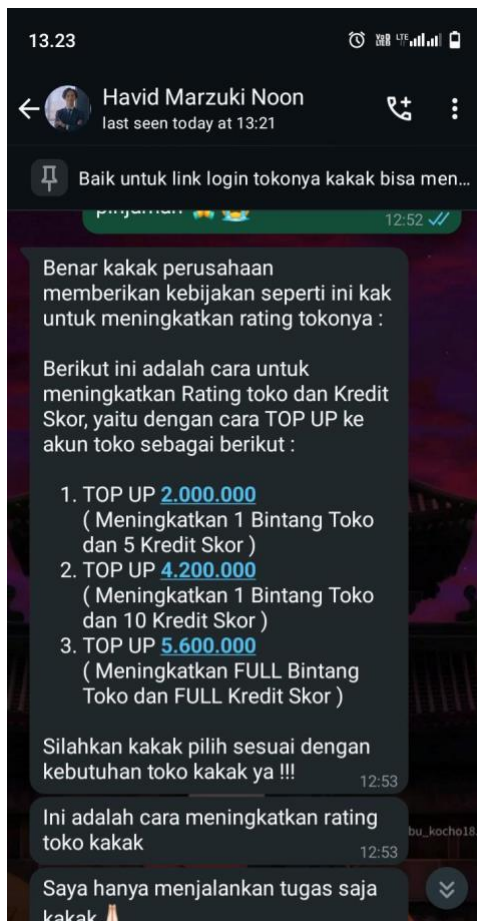 13.23
Havid Marzuki Noon
last seen today at 13:21
Baik untuk link login tokonya kakak bisa men...
pinjaman
12:52
Benar kakak perusahaan
memberikan kebijakan seperti ini kak
untuk meningkatkan rating tokonya :
Berikut ini adalah cara untuk
meningkatkan Rating toko dan Kredit
Skor, yaitu dengan cara TOP UP ke
akun toko sebagai berikut :
1. TOP UP 2.000.000
( Meningkatkan 1 Bintang Toko
dan 5 Kredit Skor )
2. TOP UP 4.200.000
( Meningkatkan 1 Bintang Toko
dan 10 Kredit Skor )
3. TOP UP 5.600.000
( Meningkatkan FULL Bintang
Toko dan FULL Kredit Skor )
Silahkan kakak pilih sesuai dengan
kebutuhan toko kakak ya !!!
12:53
Ini adalah cara meningkatkan rating
toko kakak
12:53
bu_kocho18.
Saya hanya menjalankan tugas saja
kakak